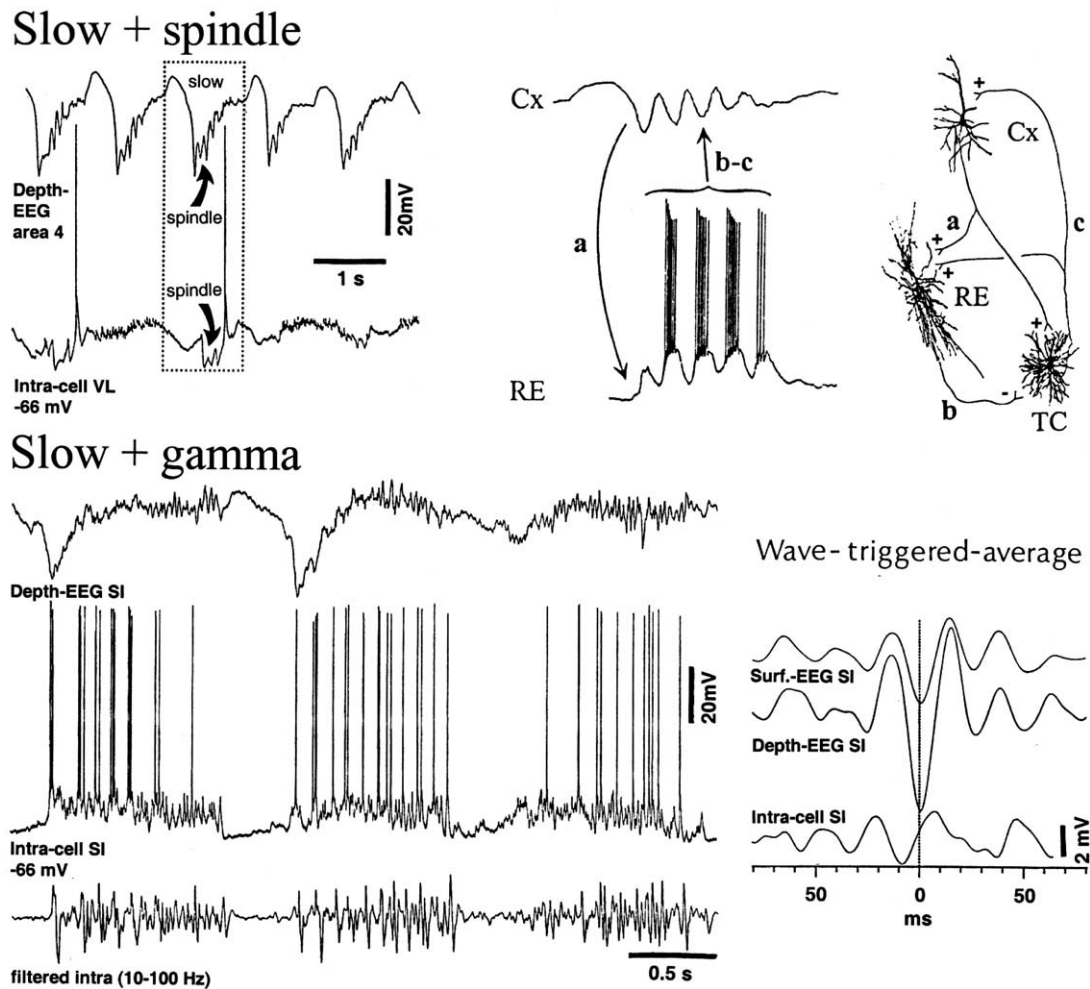 Slow + spindle
slow
Depth-
EEG
area 4
spindle
20mV
1 s
spindle
Intra-cell VL
-66 mV
Cx
a
b-c
RE
+
Cx
a
c
+
+
RE
+
b
-
TC
Slow + gamma
Depth-EEG SI
20mV
Intra-cell SI
-66 mV
filtered intra (10-100 Hz)
0.5 s
Wave-triggered-average
Surf.-EEG SI
Depth-EEG SI
Intra-cell SI
2 mV
50 0 50
ms